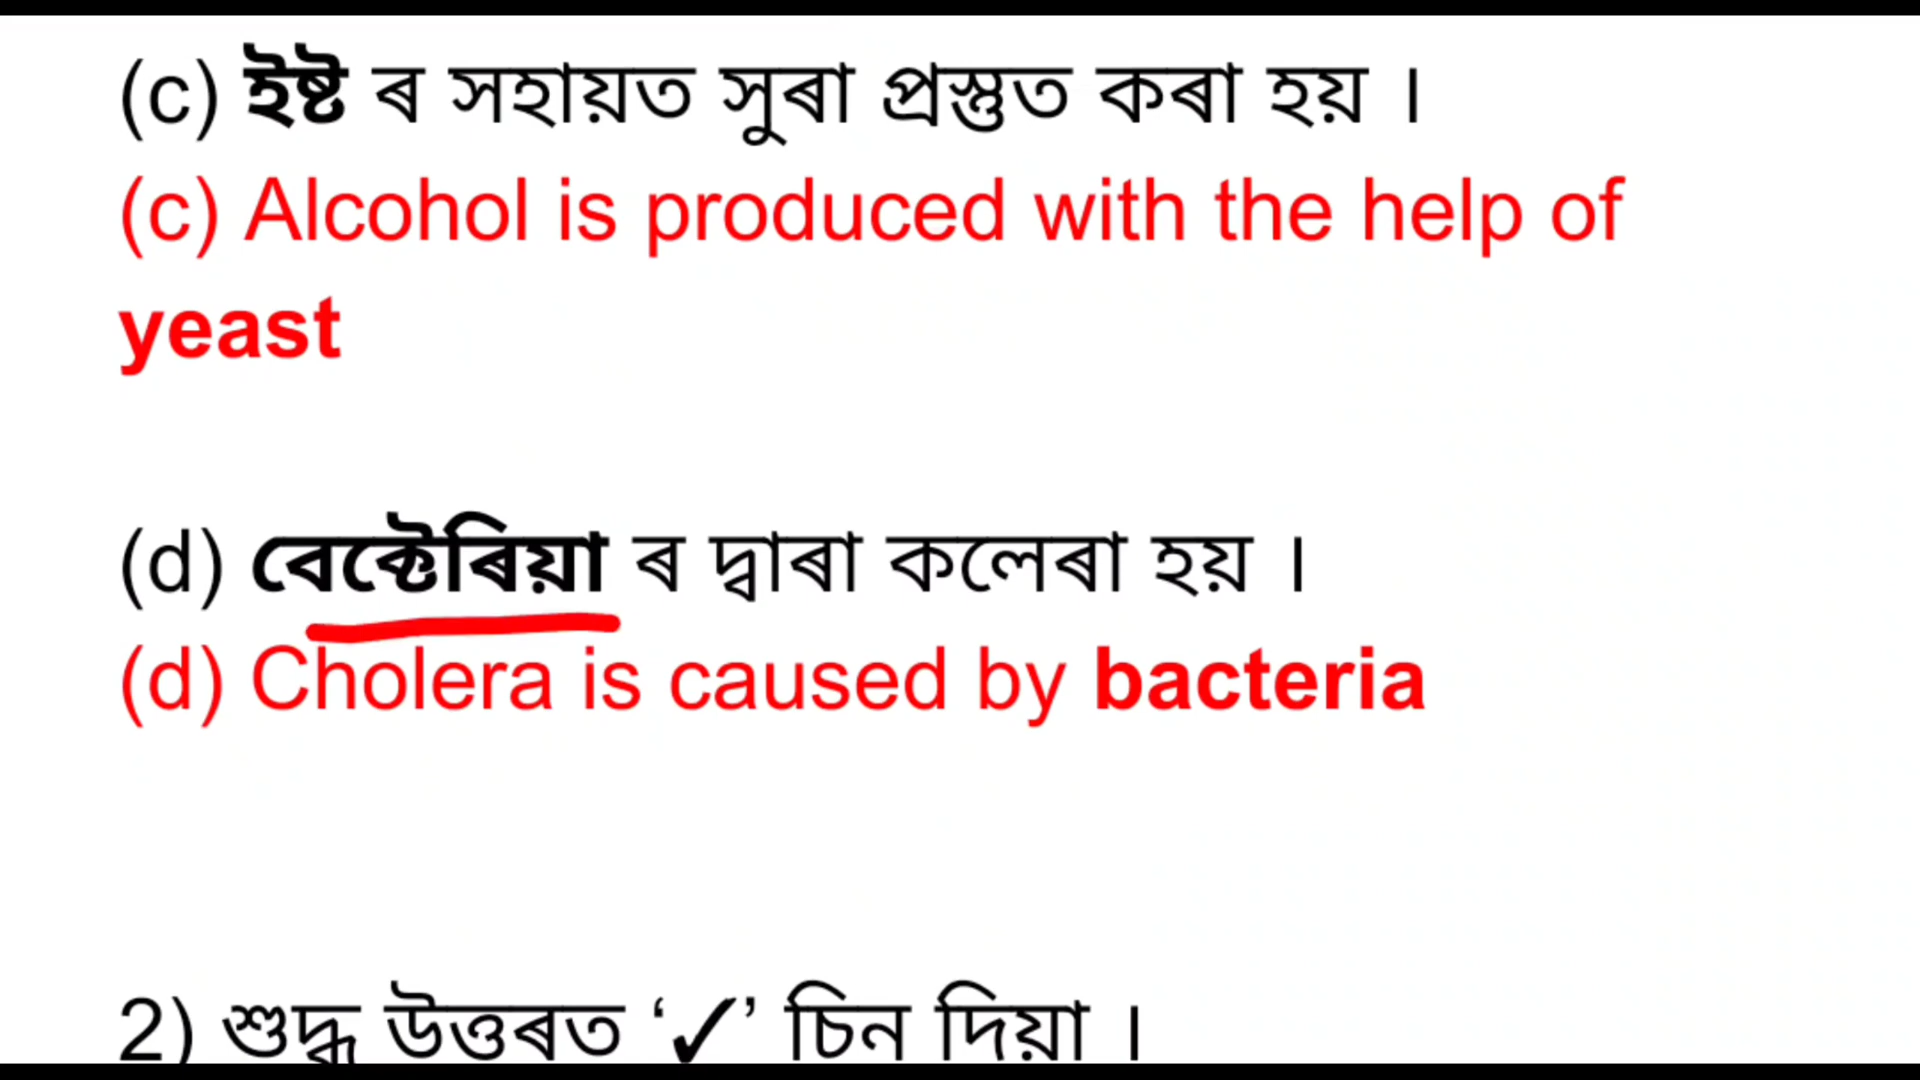 (c) ইষ্ট ৰ সহায়ত সুৰা প্ৰস্তুত কৰা হয় ।
(c) Alcohol is produced with the help of
yeast
(d) বেক্টেৰিয়া ৰ দ্বাৰা কলেৰা হয় ।
(d) Cholera is caused by bacteria
2) শুদ্ধ উত্তৰত ‘✓’ চিন দিয়া ।